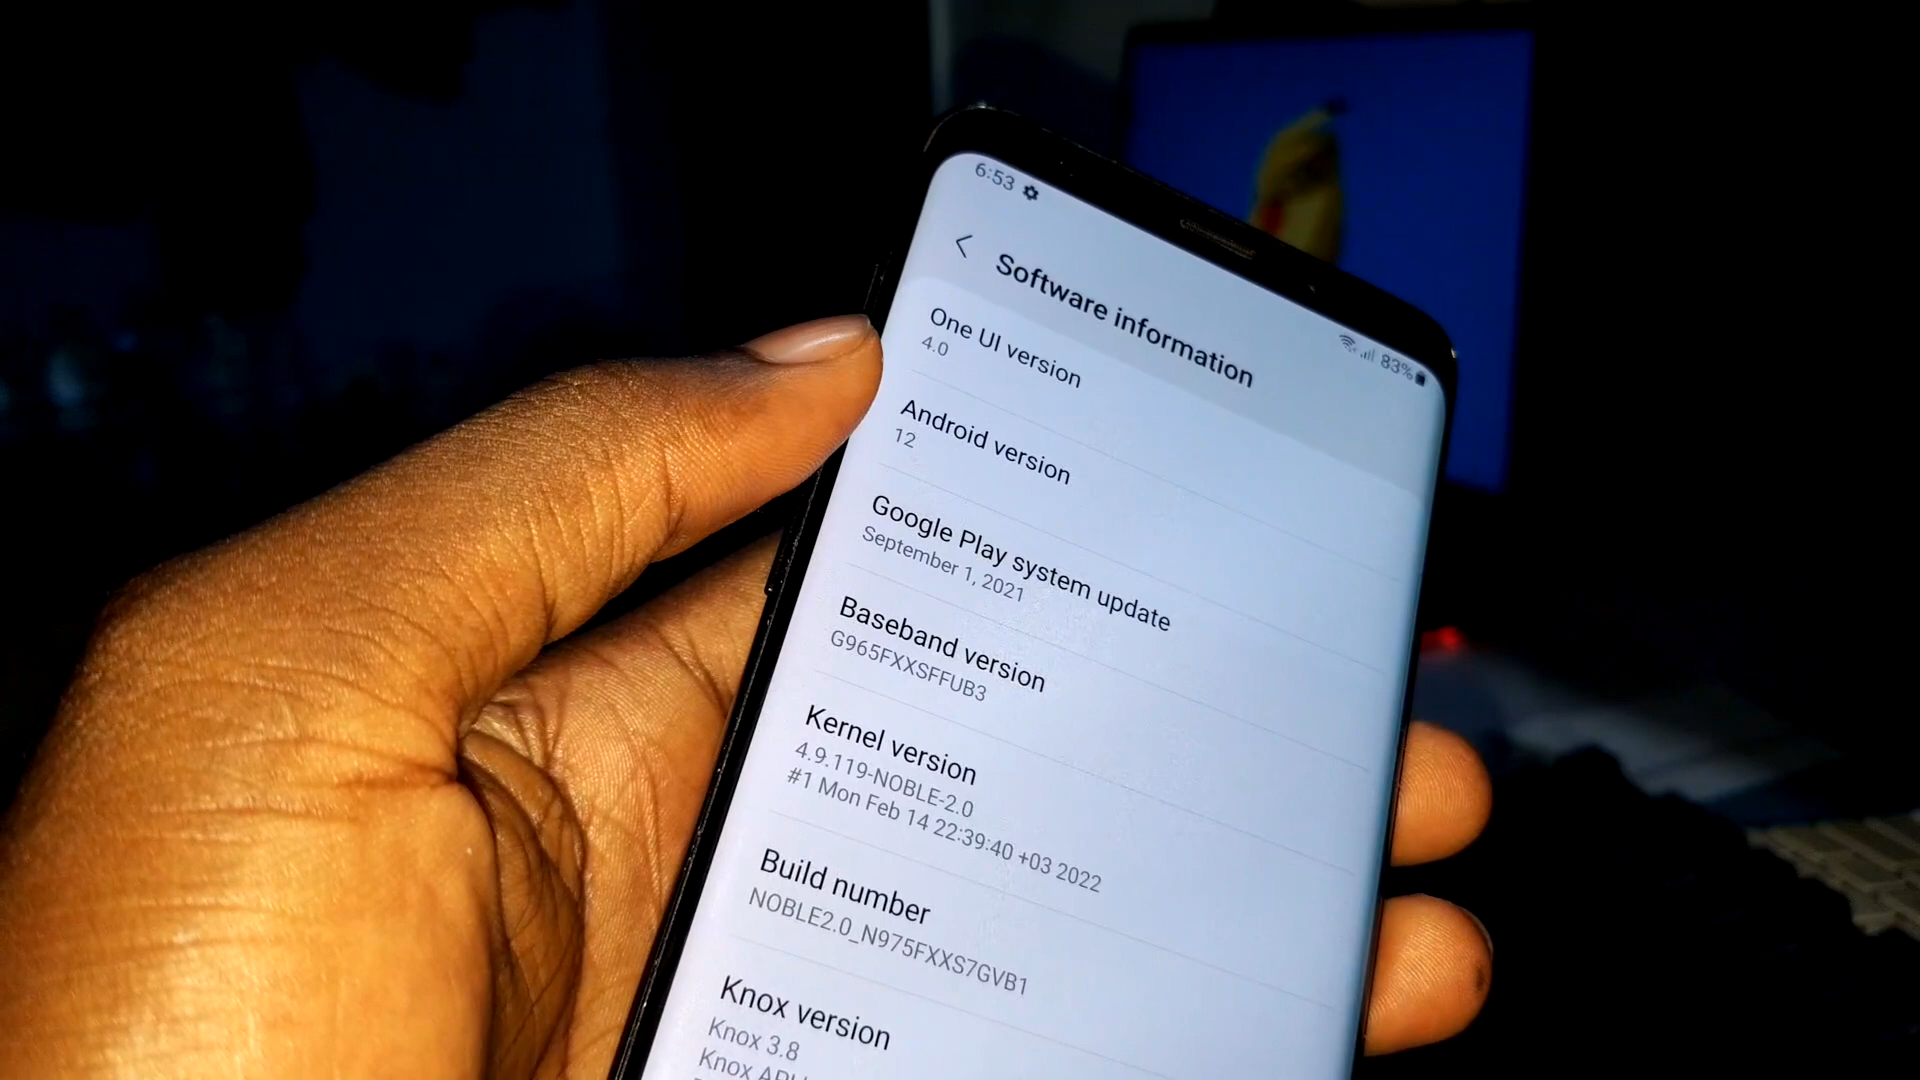 6:53
83%
Software information
One UI version
4.0
Android version
12
Google Play system update
September 1, 2021
Baseband version
G965FXXSFFUB3
Kernel version
4.9.119-NOBLE-2.0
#1 Mon Feb 14 22:39:40 +03 2022
Build number
NOBLE2.0_N975FXXS7GVB1
Knox version
Knox 3.8
Knox API